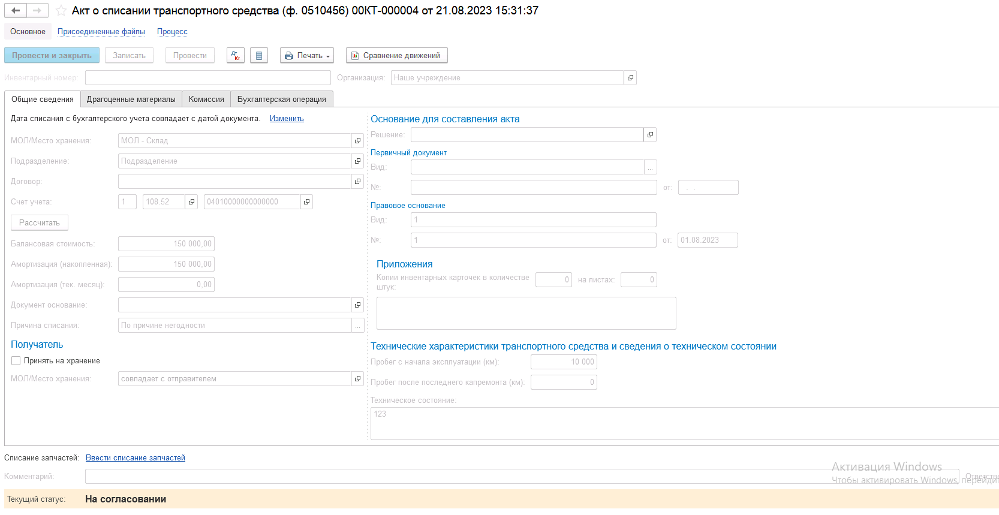 Акт о списании транспортного средства (ф. 0510456) 00КТ-000004 от 21.08.2023 15:31:37
Основное Присоединенные файлы Процесс
Провести и закрыть Записать Провести Дт Кт Печать Сравнение движений
Инвентарный номер: Организация: Наше учреждение
Общие сведения Драгоценные материалы Комиссия Бухгалтерская операция
Дата списания с бухгалтерского учета совпадает с датой документа. Изменить
МОЛ/Место хранения: МОЛ - Склад
Подразделение: Подразделение
Договор:
Счет учета: 1 108.52 04010000000000000
Рассчитать
Балансовая стоимость: 150 000,00
Амортизация (накопленная): 150 000,00
Амортизация (тек. месяц): 0,00
Документ основание:
Причина списания: По причине негодности ...
Получатель
Принять на хранение
МОЛ/Место хранения: совпадает с отправителем
Основание для составления акта
Решение:
Первичный документ
Вид: ...
№: от: . .
Правовое основание
Вид: 1
№: 1 от: 01.08.2023
Приложения
Копии инвентарных карточек в количестве
штук: 0 на листах: 0
Технические характеристики транспортного средства и сведения о техническом состоянии
Пробег с начала эксплуатации (км): 10 000
Пробег после последнего капремонта (км): 0
Техническое состояние:
123
Списание запчастей: Ввести списание запчастей
Комментарий:
Активация Windows
Чтобы активировать Windows, перейдит
Текущий статус: На согласовании